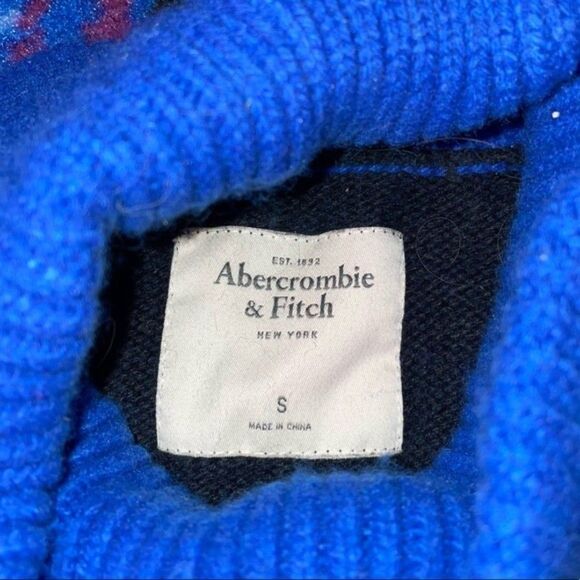 EST. 1892
Abercrombie
& Fitch
NEW YORK
S
MADE IN CHINA